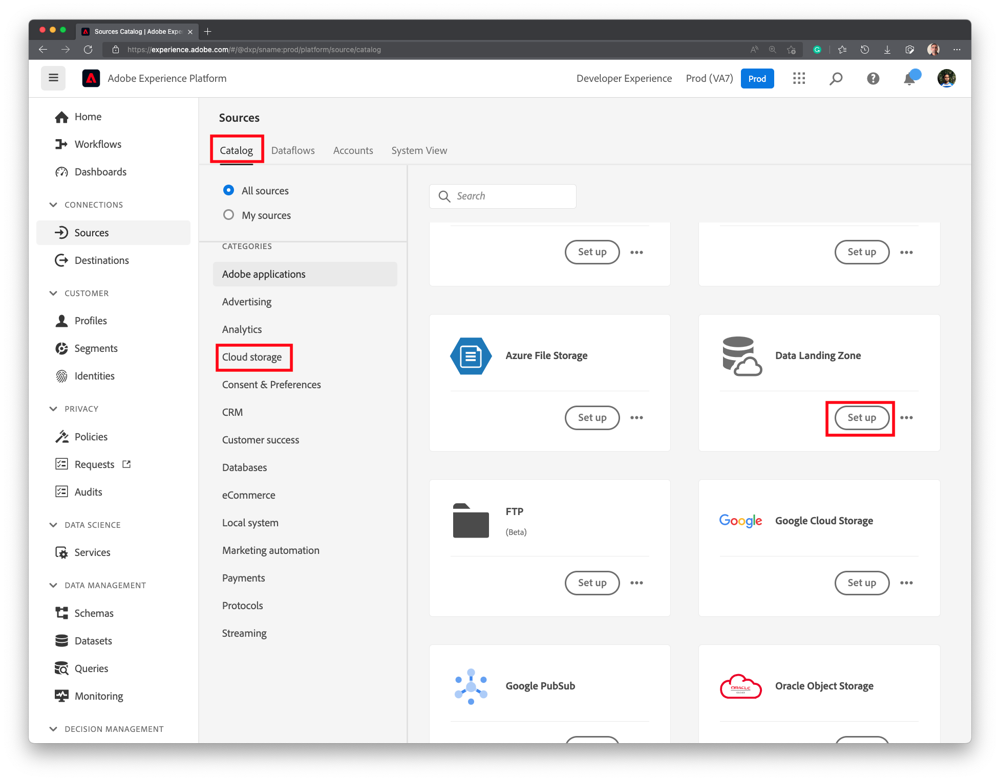 Sources Catalog | Adobe Expe
https://experience.adobe.com/#/@dxp/sname:prod/platform/source/catalog
Adobe Experience Platform
Developer Experience
Prod (VA7)
Prod
Home
Workflows
Dashboards
CONNECTIONS
Sources
Destinations
CUSTOMER
Profiles
Segments
Identities
PRIVACY
Policies
Requests
Audits
DATA SCIENCE
Services
DATA MANAGEMENT
Schemas
Datasets
Queries
Monitoring
DECISION MANAGEMENT
Sources
Catalog
Dataflows
Accounts
System View
All sources
My sources
CATEGORIES
Adobe applications
Advertising
Analytics
Cloud storage
Consent & Preferences
CRM
Customer success
Databases
eCommerce
Local system
Marketing automation
Payments
Protocols
Streaming
Search
Set up
Set up
Azure File Storage
Set up
Data Landing Zone
Set up
FTP
(Beta)
Set up
Google
Google Cloud Storage
Set up
Google PubSub
ORACLE
CLOUD
Oracle Object Storage